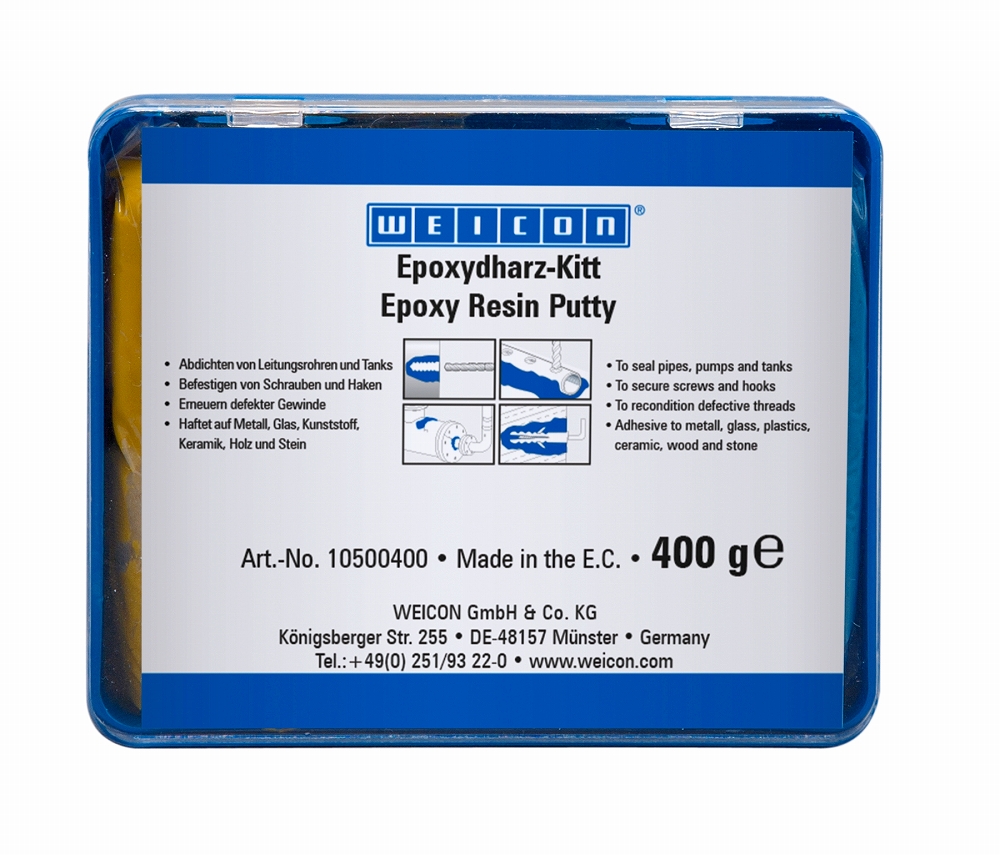 WEICON®
Epoxydharz-Kitt
Epoxy Resin Putty
• Abdichten von Leitungsrohren und Tanks
• Befestigen von Schrauben und Haken
• Erneuern defekter Gewinde
• Haftet auf Metall, Glas, Kunststoff,
Keramik, Holz und Stein
• To seal pipes, pumps and tanks
• To secure screws and hooks
• To recondition defective threads
• Adhesive to metal, glass, plastics,
ceramic, wood and stone
Art.-No. 10500400 • Made in the E.C. • 400 g℮
WEICON GmbH & Co. KG
Königsberger Str. 255 • DE-48157 Münster • Germany
Tel.:+49(0) 251/93 22-0 • www.weicon.com